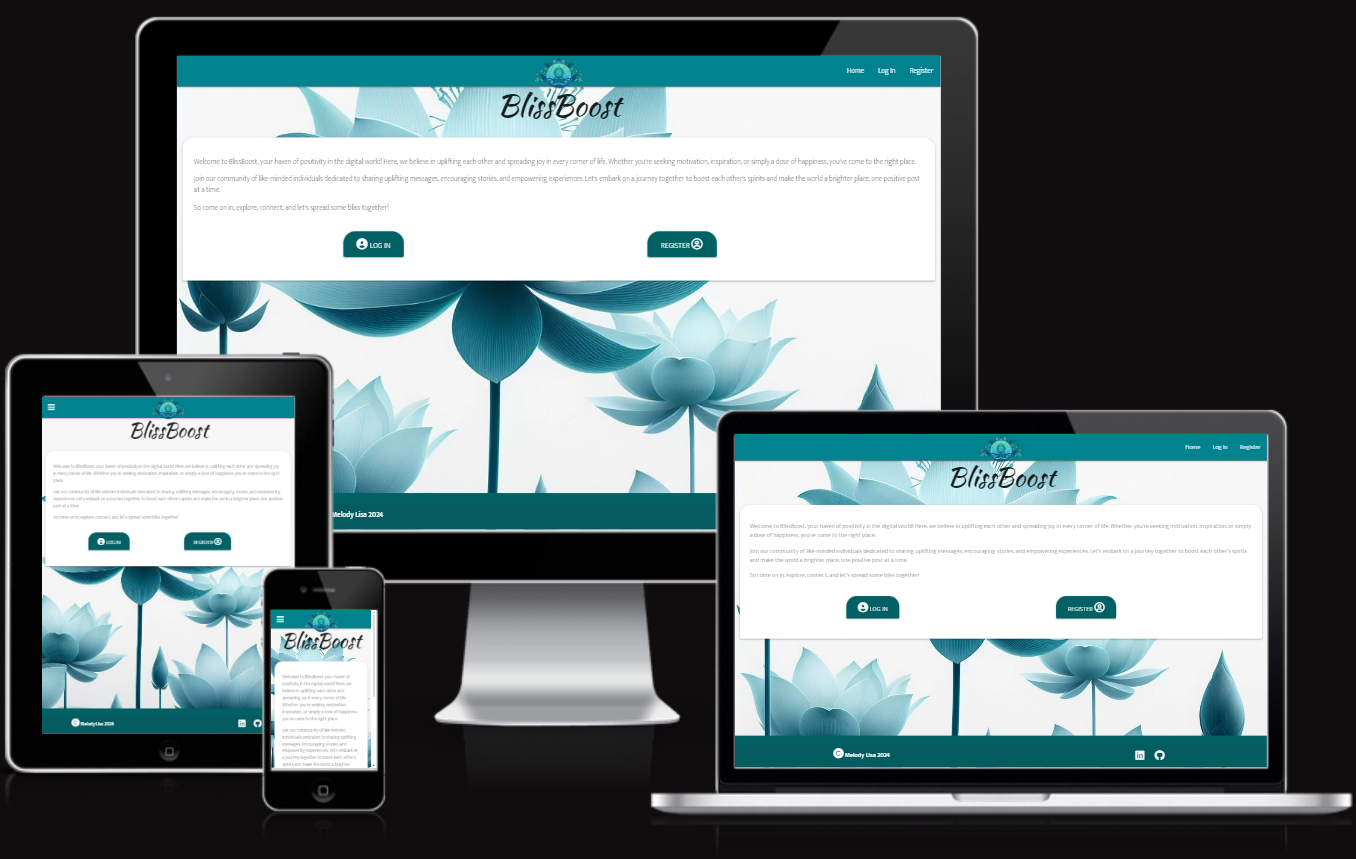 Home Log In Register
BlissBoost
Welcome to BlissBoost, your haven of positivity in the digital world! Here, we believe in uplifting each other and spreading joy in every corner of life. Whether you're seeking motivation, inspiration, or simply a dose of happiness, you've come to the right place.
Join our community of like-minded individuals dedicated to sharing uplifting messages, encouraging stories, and empowering experiences. Let's embark on a journey together to boost each other's spirits and make the world a brighter place, one positive post
at a time.
So come on in, explore, connect, and let's spread some bliss together!
LOG IN REGISTER
Melody Lisa 2024
BlissBoost
Welcome to BlissBoost, your haven of positivity in the digital world! Here, we believe in uplifting each other and spreading joy
in every corner of life. Whether you're seeking motivation, inspiration, or simply a dose of happiness, you've come to the right
place.
Join our community of like-minded individuals dedicated to sharing uplifting messages, encouraging stories, and empowering
experiences. Let's embark on a journey together to boost each other's spirits and make the world a brighter place, one positive
post at a time.
So come on in, explore, connect, and let's spread some bliss together!
LOG IN REGISTER
© Melody Lisa 2024
BlissBoost
Welcome to BlissBoost, your haven of
positivity in the digital world! Here, we
believe in uplifting each other and
spreading joy in every corner of life.
Whether you're seeking motivation,
inspiration, or simply a dose of happiness,
you've come to the right place.
Join our community of like-minded
individuals dedicated to sharing uplifting
messages, encouraging stories, and
empowering experiences. Let's embark on
a journey together to boost each other's
spirits and make the world a brighter
Home Log In Register
BlissBoost
Welcome to BlissBoost, your haven of positivity in the digital world! Here, we believe in uplifting each other and spreading joy in every corner of life. Whether you're seeking motivation, inspiration, or simply
a dose of happiness, you've come to the right place.
Join our community of like-minded individuals dedicated to sharing uplifting messages, encouraging stories, and empowering experiences. Let's embark on a journey together to boost each other's spirits
and make the world a brighter place, one positive post at a time.
So come on in, explore, connect, and let's spread some bliss together!
LOG IN REGISTER
© Melody Lisa 2024